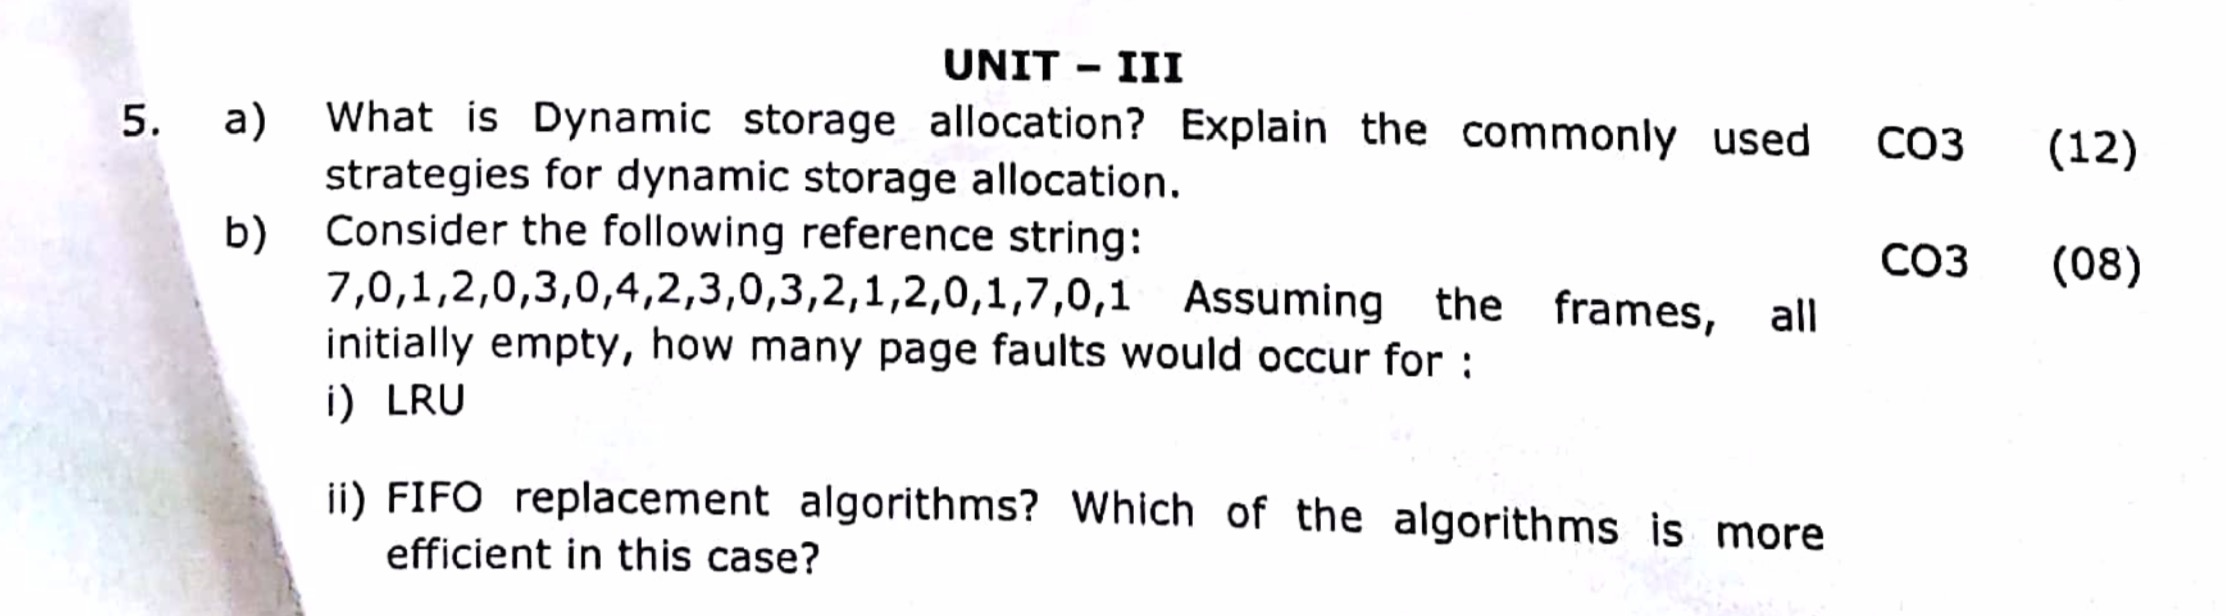 UNIT – III
5. a) What is Dynamic storage allocation? Explain the commonly used CO3 (12)
strategies for dynamic storage allocation.
b) Consider the following reference string: CO3 (08)
7,0,1,2,0,3,0,4,2,3,0,3,2,1,2,0,1,7,0,1 Assuming the frames, all
initially empty, how many page faults would occur for :
i) LRU
ii) FIFO replacement algorithms? Which of the algorithms is more
efficient in this case?